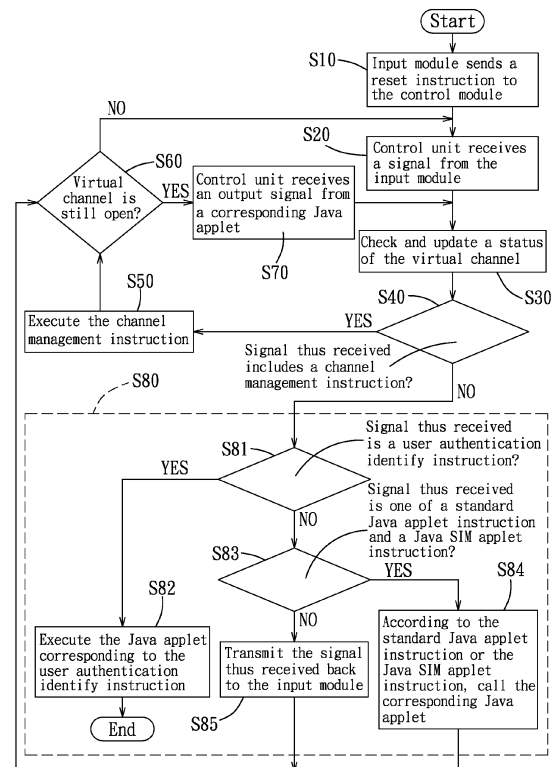 Start
S10
Input module sends a
reset instruction to
the control module
NO
S20
Control unit receives
a signal from the
input module
S60
Virtual
channel is
still open?
YES
Control unit receives
an output signal from
a corresponding Java
applet
S70
Check and update a status
of the virtual channel
S30
S50
Execute the channel
management instruction
S40
YES
Signal thus received
includes a channel
management instruction?
NO
S80
S81
Signal thus received
is a user authentication
identify instruction?
YES
NO
Signal thus received
is one of a standard
Java applet instruction
and a Java SIM applet
instruction?
S83
YES
S84
NO
S82
Execute the Java applet
corresponding to the
user authentication
identify instruction
Transmit the signal
thus received back
to the input module
S85
According to the
standard Java applet
instruction or the
Java SIM applet
instruction, call the
corresponding Java
applet
End